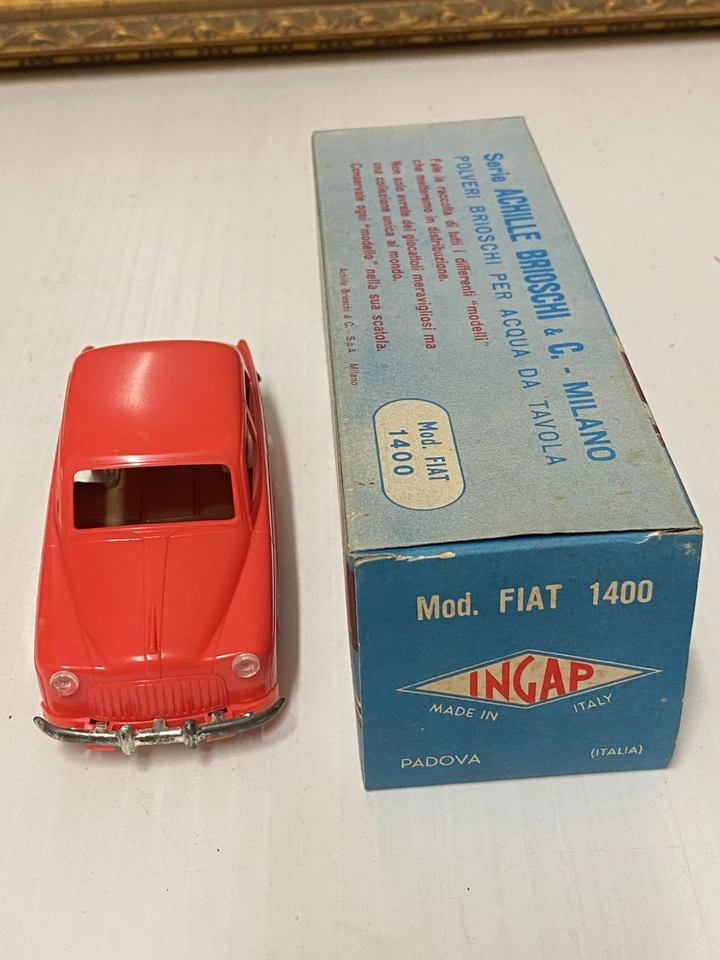 Serie ACHILLE BRIOSCHI & C. - MILANO
POLVERI BRIOSCHI PER ACQUA DA TAVOLA
Fate la raccolta di tutti i differenti "modelli"
che metteremo in distribuzione.
Non solo avrete dei giocattoli meravigliosi ma
una collezione unica al mondo.
Conservate ogni "modello" nella sua scatola.
Achille Brioschi & C. - S.p.A. - Milano
Mod. FIAT
1400
Mod. FIAT 1400
INGAP
MADE IN ITALY
PADOVA (ITALIA)